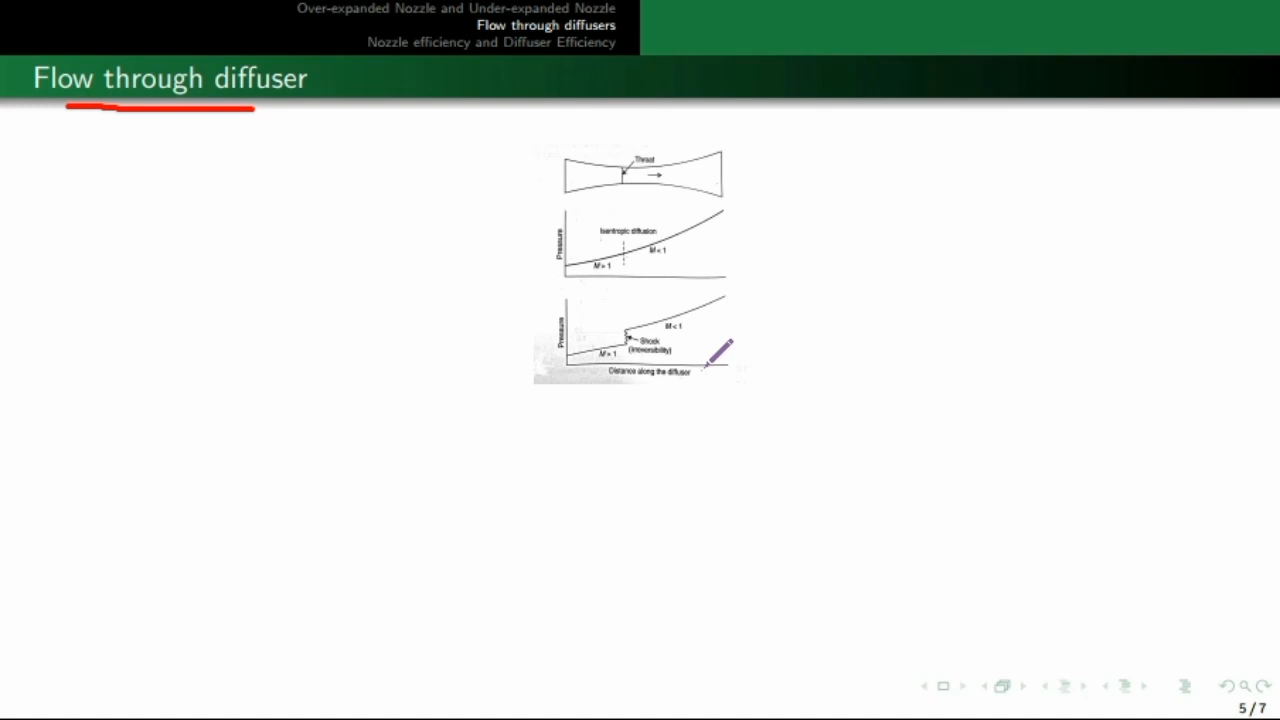 Over-expanded Nozzle and Under-expanded Nozzle
Flow through diffusers
Nozzle efficiency and Diffuser Efficiency
Flow through diffuser
Throat
Pressure
Isentropic diffusion
M < 1
M > 1
Pressure
M < 1
Shock
(irreversibility)
M > 1
Distance along the diffuser
5/7